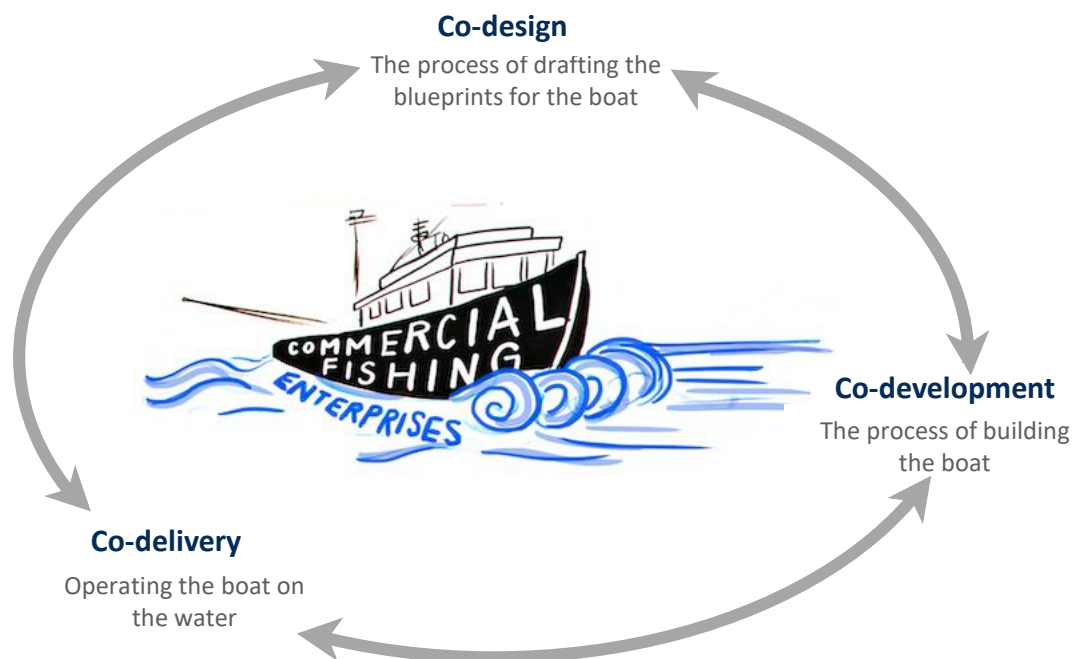 Co-design
The process of drafting the
blueprints for the boat
COMMERCIAL
FISHING
ENTERPRISES
Co-development
The process of building
the boat
Co-delivery
Operating the boat on
the water